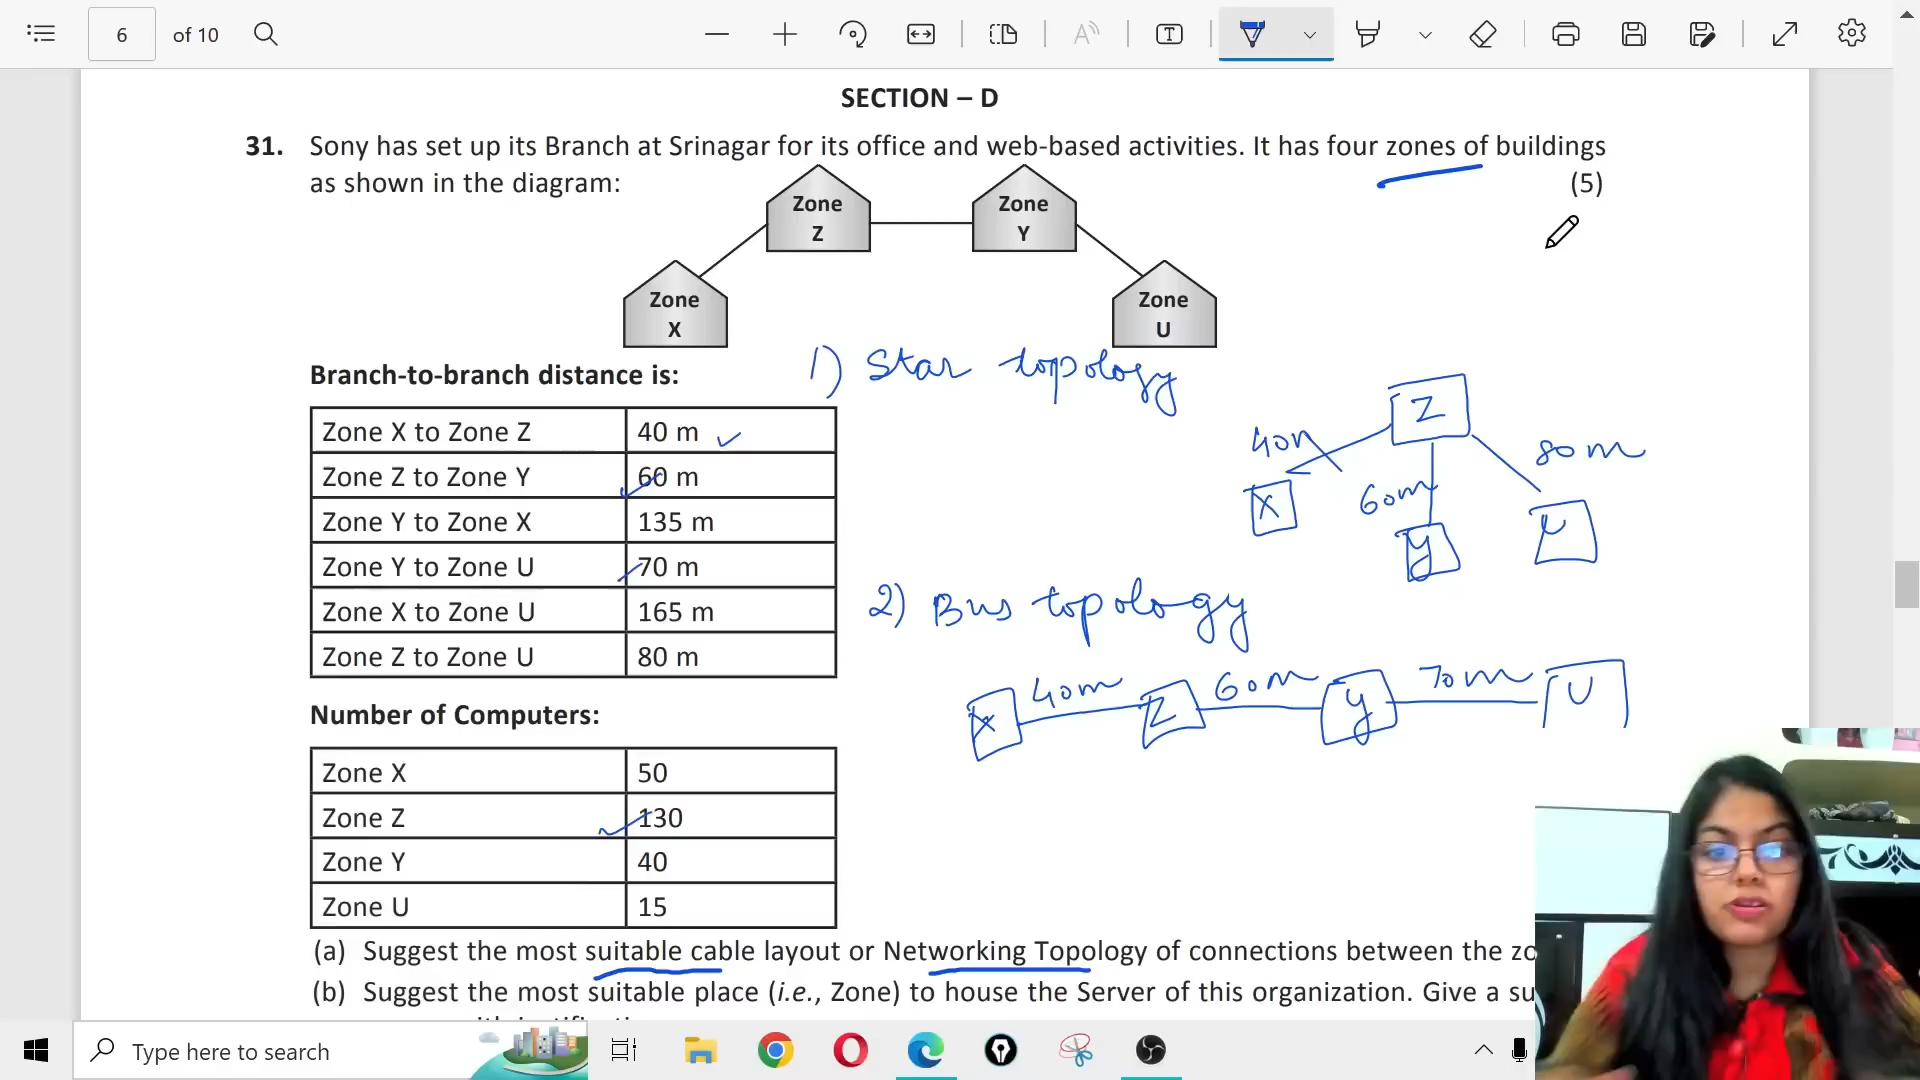 6 of 10
SECTION – D
31. Sony has set up its Branch at Srinagar for its office and web-based activities. It has four zones of buildings
as shown in the diagram: (5)
Zone Z
Zone Y
Zone X
Zone U
1) Star topology
Branch-to-branch distance is:
Zone X to Zone Z 40 m
Zone Z to Zone Y 60 m
Zone Y to Zone X 135 m
Zone Y to Zone U 70 m
Zone X to Zone U 165 m
Zone Z to Zone U 80 m
Z
40m 60m 80m
X Y U
2) Bus topology
X 40m Z 60m Y 70m U
Number of Computers:
Zone X 50
Zone Z 130
Zone Y 40
Zone U 15
(a) Suggest the most suitable cable layout or Networking Topology of connections between the zo
(b) Suggest the most suitable place (i.e., Zone) to house the Server of this organization. Give a su
Type here to search